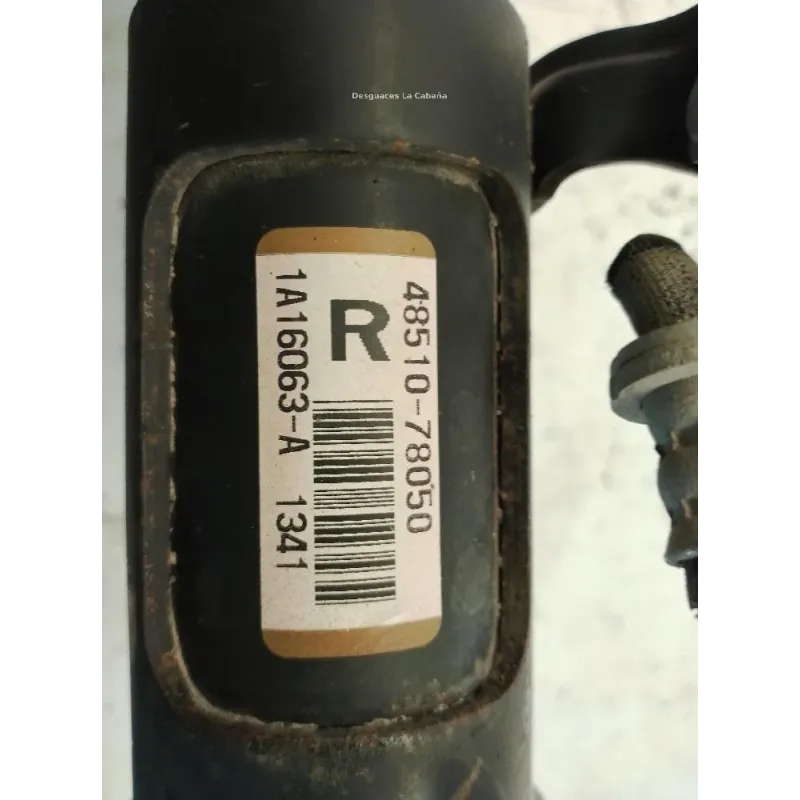 Desguaces La Cabaña
48510-78050
R
1A16063-A 1341